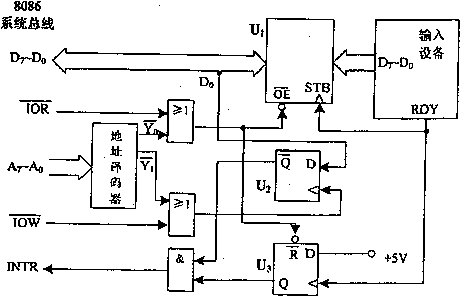 8086
系统总线
U₁
输入
设备
D₇~D₀
D₇~D₀
D₀
OE
STB
RDY
IOR
≥1
Y₀
地
址
译
码
器
A₇~A₀
Y₁
Q
D
U₂
≥1
IOW
&
INTR
R
D
+5V
U₃
Q